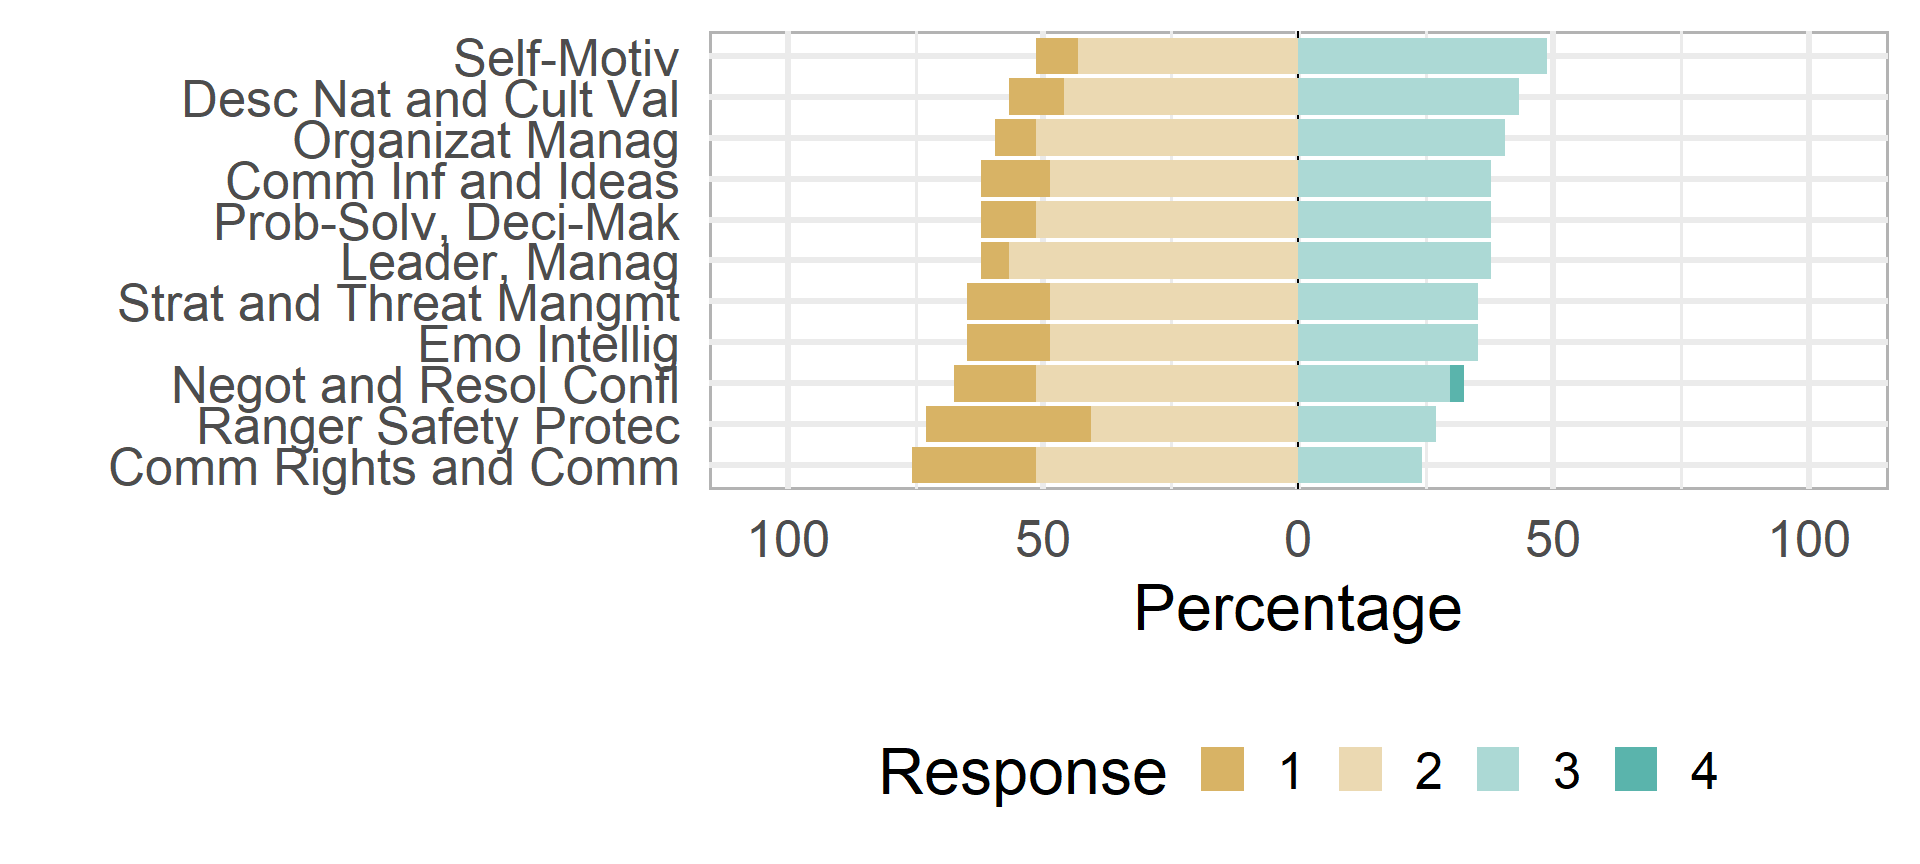 Self-Motiv
Desc Nat and Cult Val
Organizat Manag
Comm Inf and Ideas
Prob-Solv, Deci-Mak
Leader, Manag
Strat and Threat Mangmt
Emo Intellig
Negot and Resol Confl
Ranger Safety Protec
Comm Rights and Comm
100 50 0 50 100
Percentage
Response 1 2 3 4